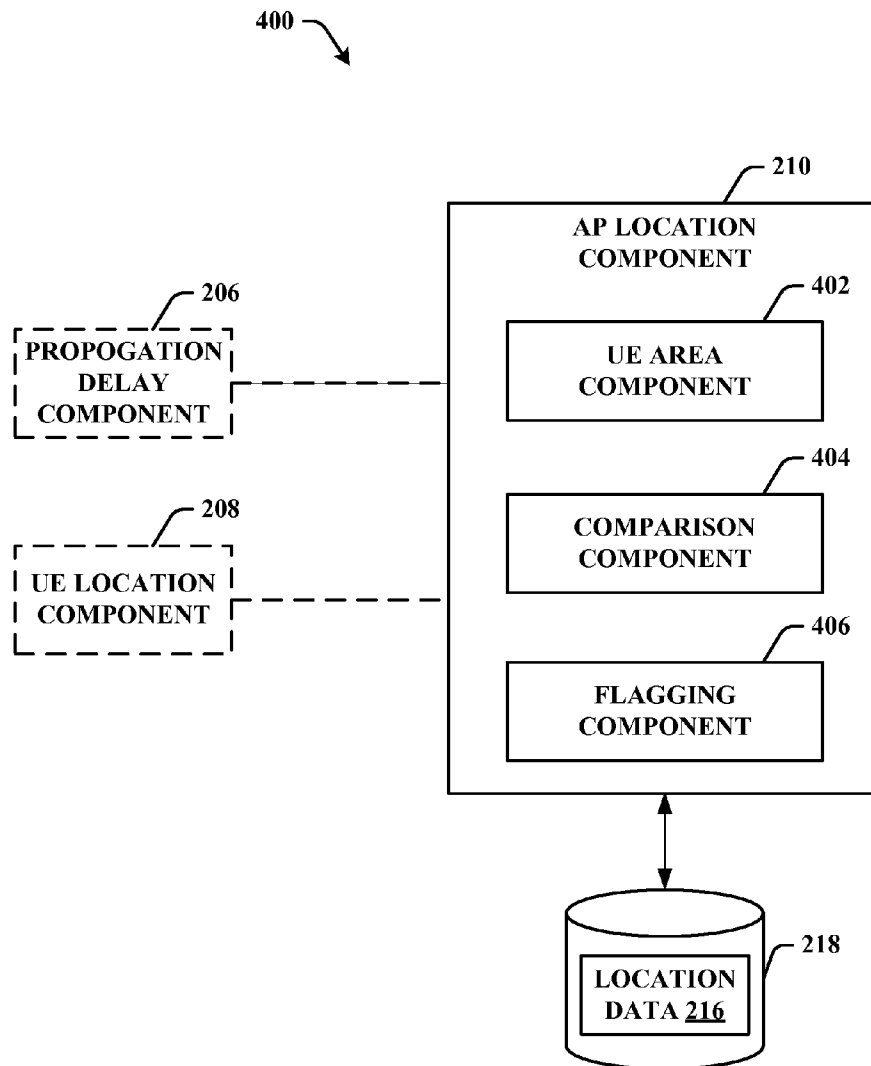 400
210
AP LOCATION
COMPONENT
206
PROPOGATION
DELAY
COMPONENT
402
UE AREA
COMPONENT
404
COMPARISON
COMPONENT
208
UE LOCATION
COMPONENT
406
FLAGGING
COMPONENT
218
LOCATION
DATA 216